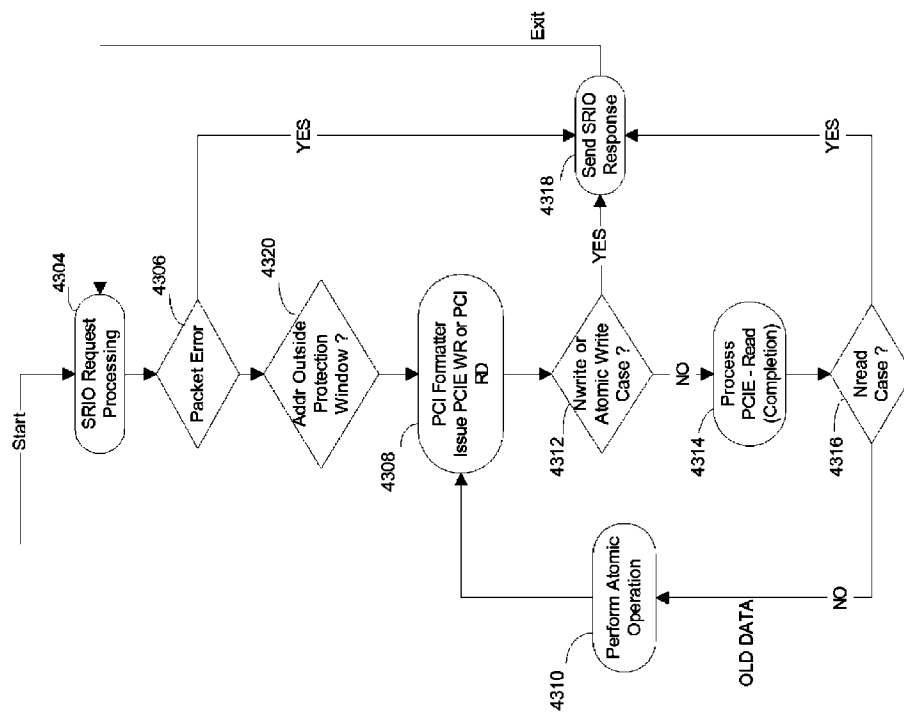 Start
Exit
4304
SRIO Request
Processing
4306
Packet Error
YES
4320
Addr Outside
Protection
Window ?
4308
PCI Formatter
Issue PCIE WR or PCI
RD
4312
Nwrite or
Atomic Write
Case ?
YES
4318
Send SRIO
Response
NO
4314
Process
PCIE - Read
(Completion)
4316
Nread
Case ?
YES
NO
OLD DATA
4310
Perform Atomic
Operation